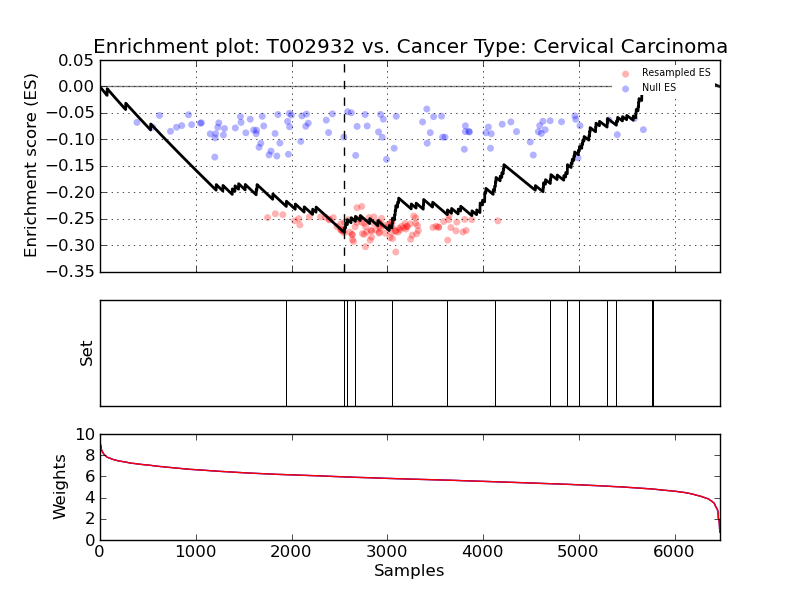 Enrichment plot: T002932 vs. Cancer Type: Cervical Carcinoma
Enrichment score (ES)
0.05
0.00
−0.05
−0.10
−0.15
−0.20
−0.25
−0.30
−0.35
Resampled ES
Null ES
Set
Weights
10
8
6
4
2
0
0 1000 2000 3000 4000 5000 6000
Samples